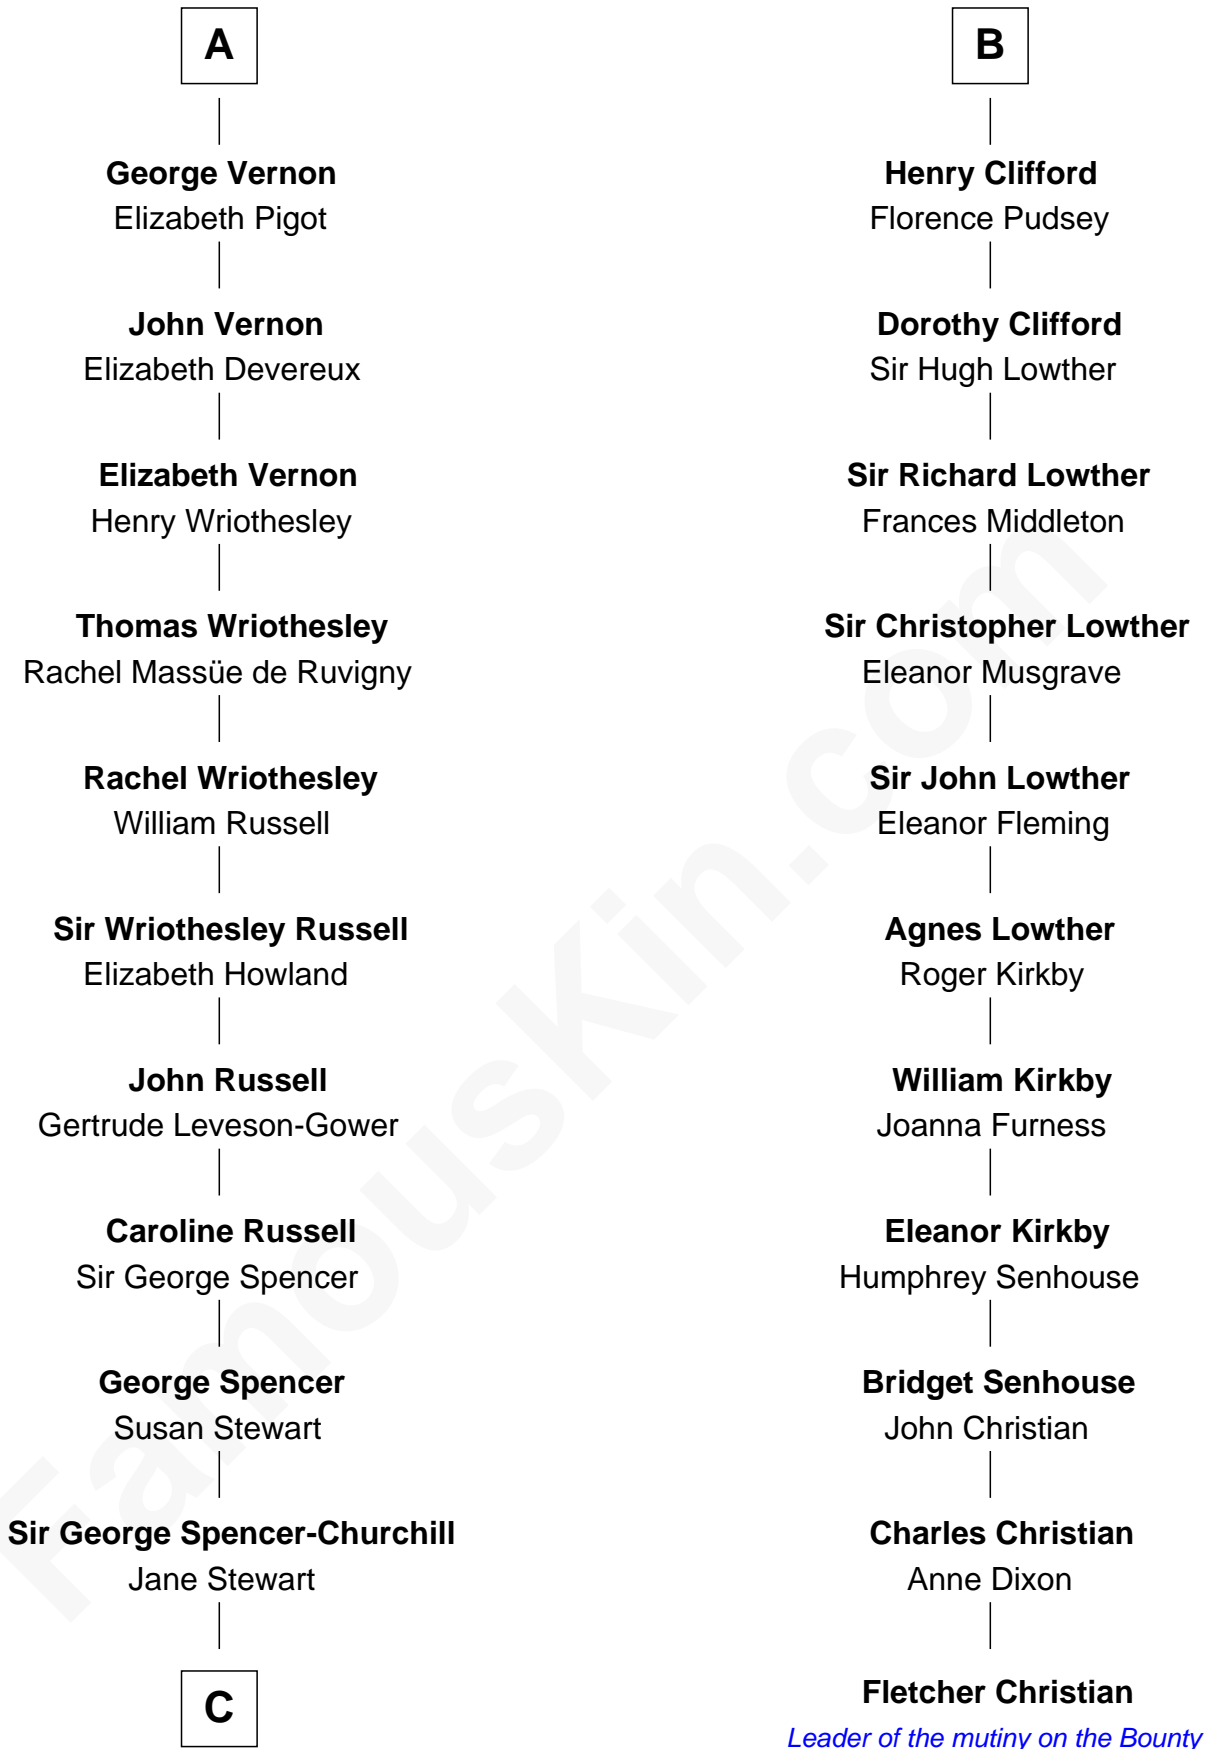 A
George Vernon
Elizabeth Pigot
John Vernon
Elizabeth Devereux
Elizabeth Vernon
Henry Wriothesley
Thomas Wriothesley
Rachel Massüe de Ruvigny
Rachel Wriothesley
William Russell
Sir Wriothesley Russell
Elizabeth Howland
John Russell
Gertrude Leveson-Gower
Caroline Russell
Sir George Spencer
George Spencer
Susan Stewart
Sir George Spencer-Churchill
Jane Stewart
C
B
Henry Clifford
Florence Pudsey
Dorothy Clifford
Sir Hugh Lowther
Sir Richard Lowther
Frances Middleton
Sir Christopher Lowther
Eleanor Musgrave
Sir John Lowther
Eleanor Fleming
Agnes Lowther
Roger Kirkby
William Kirkby
Joanna Furness
Eleanor Kirkby
Humphrey Senhouse
Bridget Senhouse
John Christian
Charles Christian
Anne Dixon
Fletcher Christian
Leader of the mutiny on the Bounty
FamousKin.com